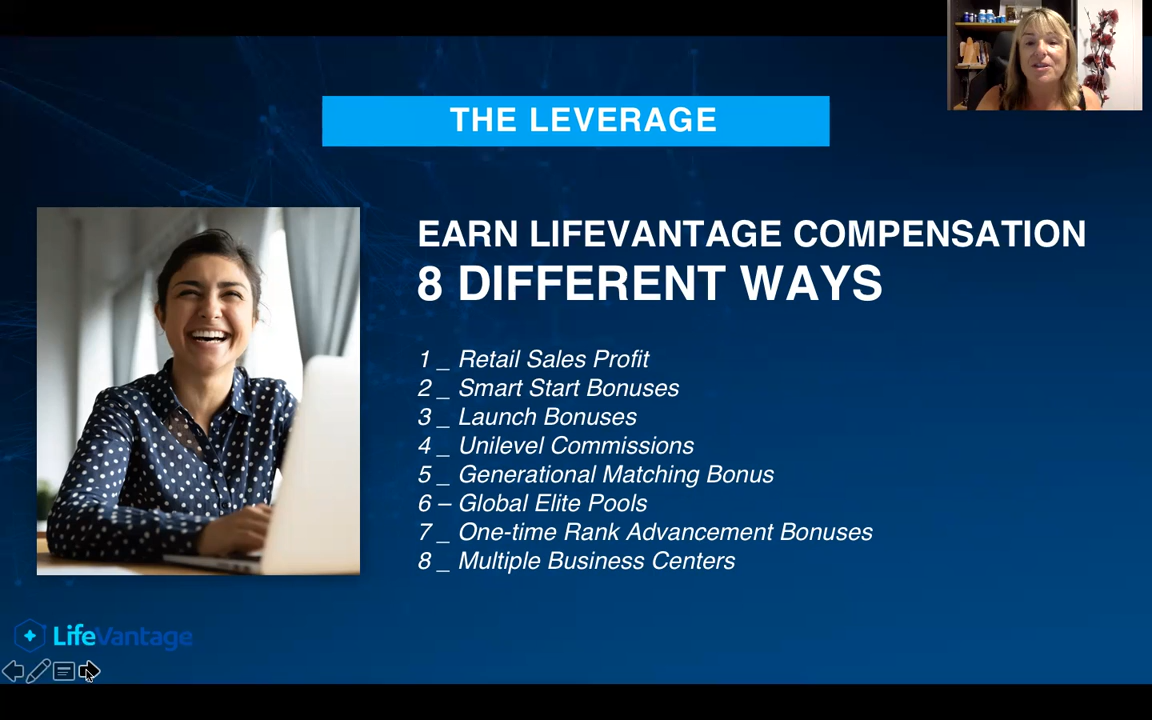 THE LEVERAGE
EARN LIFEVANTAGE COMPENSATION
8 DIFFERENT WAYS
1 _ Retail Sales Profit
2 _ Smart Start Bonuses
3 _ Launch Bonuses
4 _ Unilevel Commissions
5 _ Generational Matching Bonus
6 – Global Elite Pools
7 _ One-time Rank Advancement Bonuses
8 _ Multiple Business Centers
LifeVantage